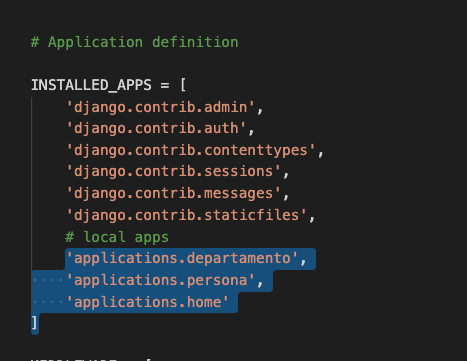 # Application definition
INSTALLED_APPS = [
'django.contrib.admin',
'django.contrib.auth',
'django.contrib.contenttypes',
'django.contrib.sessions',
'django.contrib.messages',
'django.contrib.staticfiles',
# local apps
'applications.departamento',
'applications.persona',
'applications.home'
]